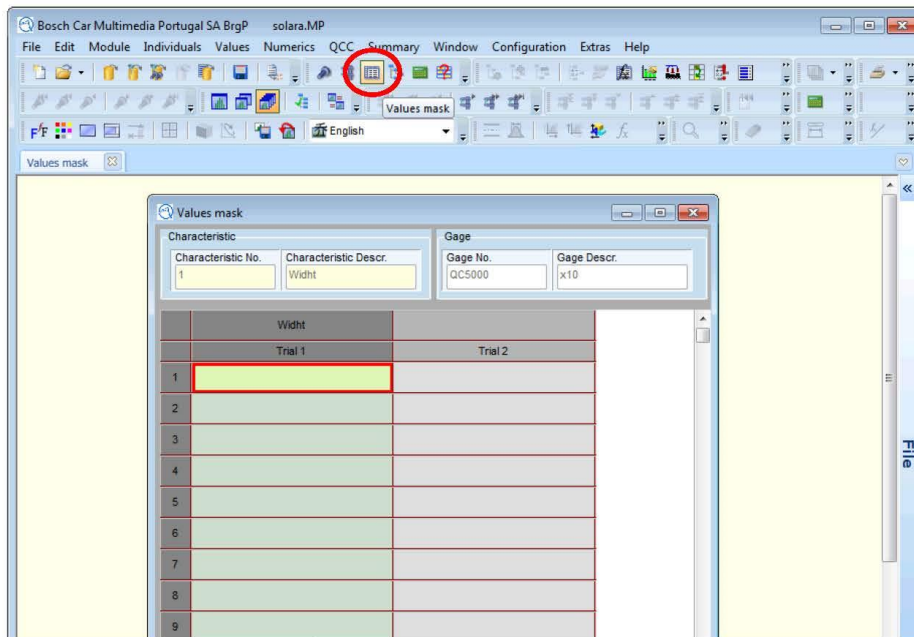 Bosch Car Multimedia Portugal SA BrgP solara.MP
File Edit Module Individuals Values Numerics QCC Summary Window Configuration Extras Help
Values mask
English
Values mask
Values mask
Characteristic
Gage
Characteristic No. Characteristic Descr.
Gage No. Gage Descr.
1 Widht
QC5000 x10
Widht
Trial 1 Trial 2
1
2
3
4
5
6
7
8
9
File